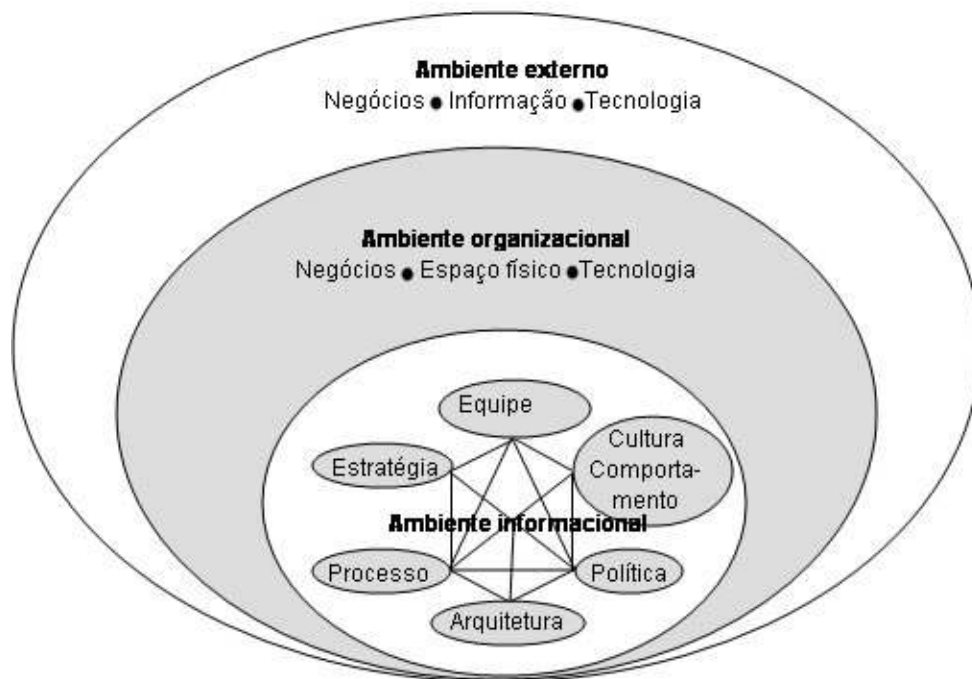 Ambiente externo
Negócios ● Informação ● Tecnologia
Ambiente organizacional
Negócios ● Espaço físico ● Tecnologia
Equipe
Cultura
Comporta-
mento
Estratégia
Ambiente informacional
Processo
Política
Arquitetura